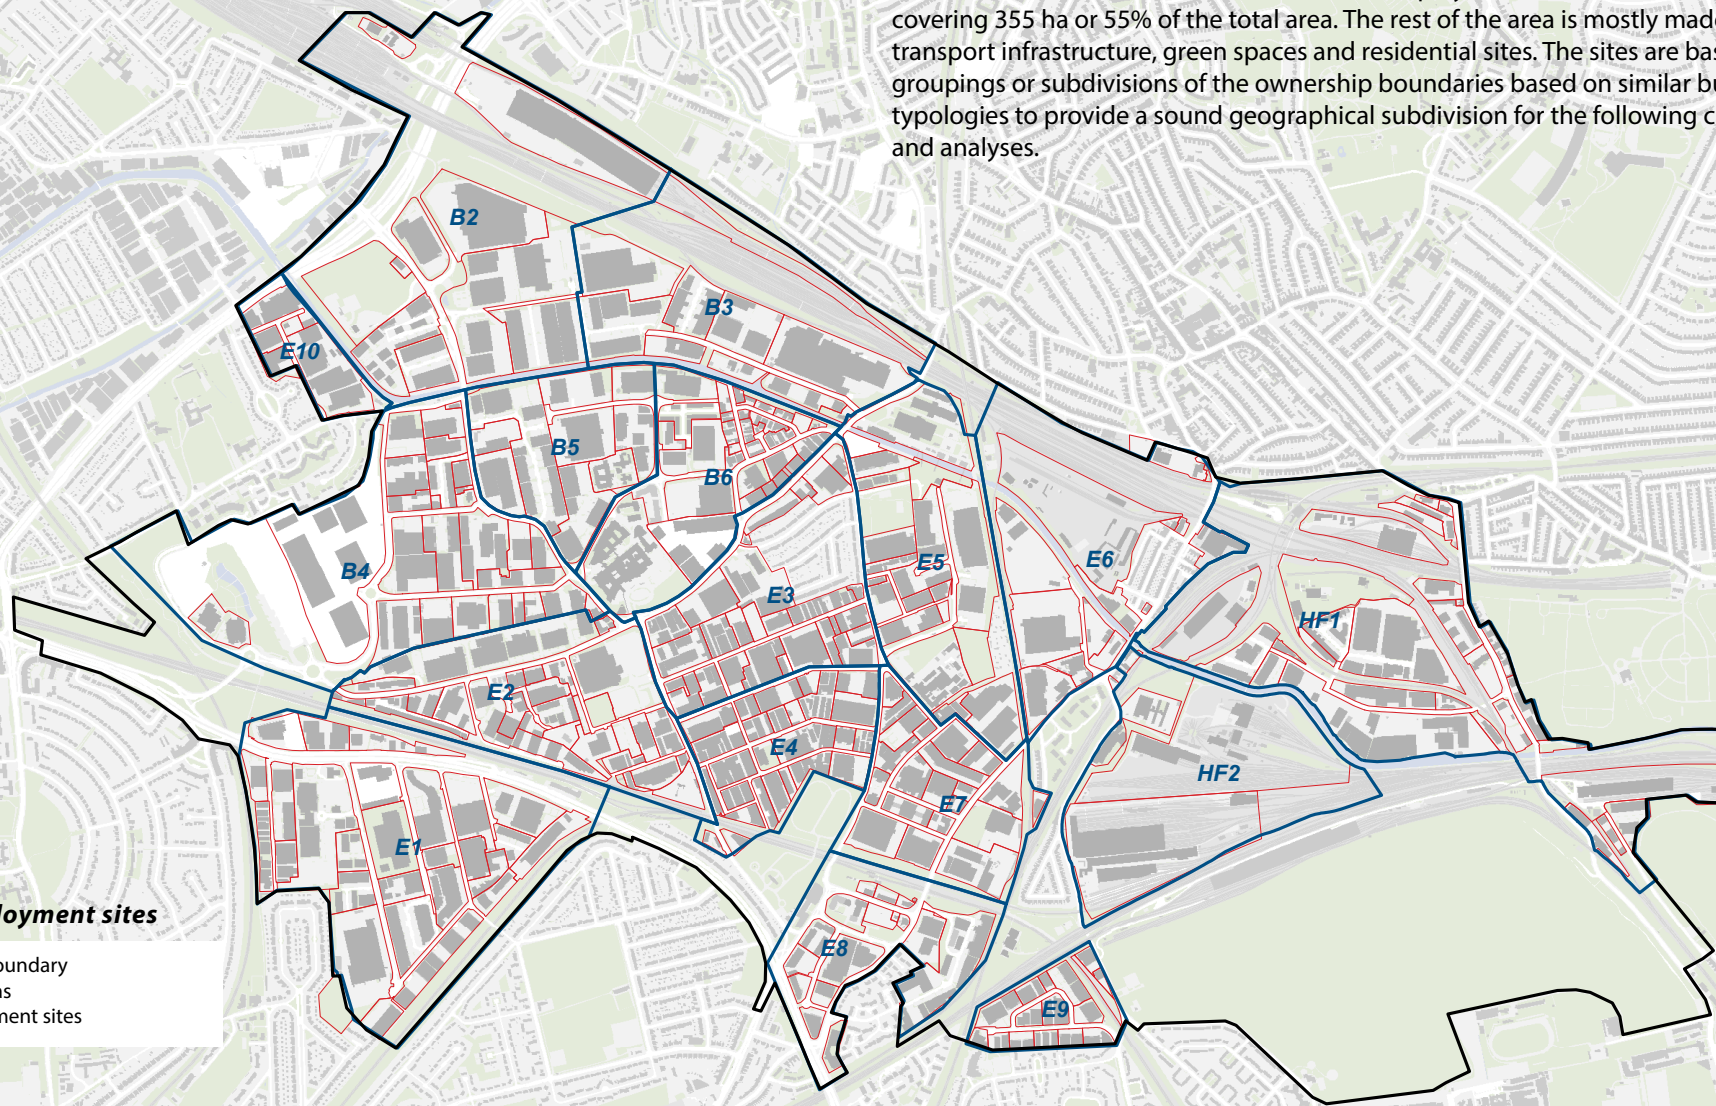 covering 355 ha or 55% of the total area. The rest of the area is mostly made
transport infrastructure, green spaces and residential sites. The sites are bas
groupings or subdivisions of the ownership boundaries based on similar bu
typologies to provide a sound geographical subdivision for the following c
and analyses.
B2
B3
E10
B5
B6
B4
E5
E6
E3
HF1
E2
E4
HF2
E7
E1
loyment sites
oundary
as
ment sites
E8
E9